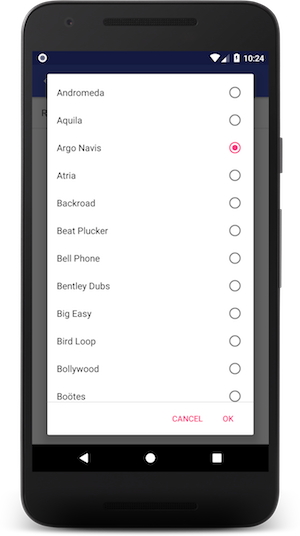 10:24
R
Andromeda
Aquila
Argo Navis
Atria
Backroad
Beat Plucker
Bell Phone
Bentley Dubs
Big Easy
Bird Loop
Bollywood
Boötes
CANCEL OK